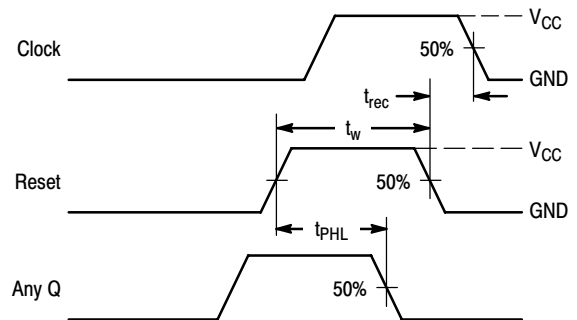 V_CC
Clock
50%
GND
t_rec
t_w
V_CC
Reset
50%
GND
t_PHL
Any Q
50%